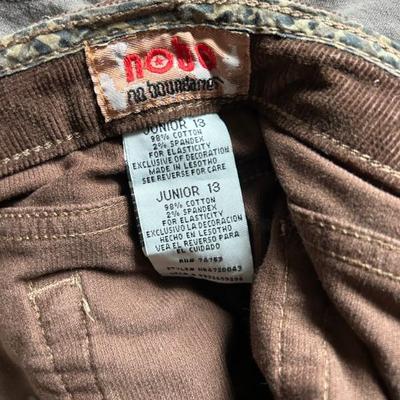 nobo
no boundaries
JUNIOR 13
98% COTTON
2% SPANDEX
FOR ELASTICITY
EXCLUSIVE OF DECORATION
MADE IN LESOTHO
SEE REVERSE FOR CARE
JUNIOR 13
98% COTTON
2% SPANDEX
FOR ELASTICITY
EXCLUSIVO LA DECORACION
HECHO EN LESOTHO
VEA EL REVERSO PARA
EL CUIDADO